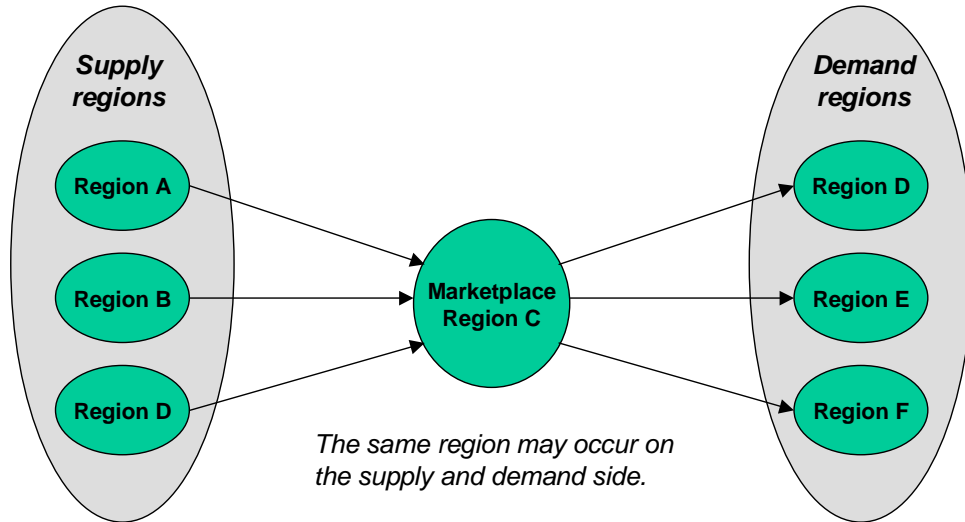 Supply
regions
Region A
Region B
Region D
Marketplace
Region C
Demand
regions
Region D
Region E
Region F
The same region may occur on
the supply and demand side.